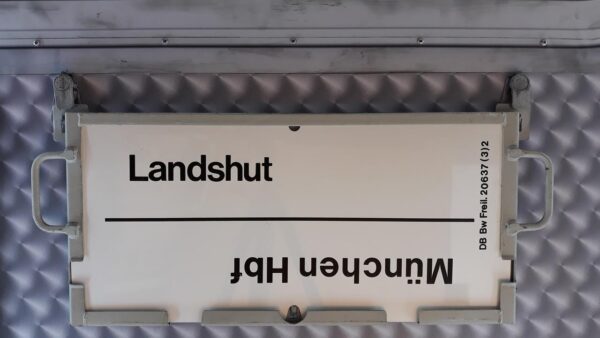 Landshut
München Hbf
DB Bw Freil. 20637 (3) 2